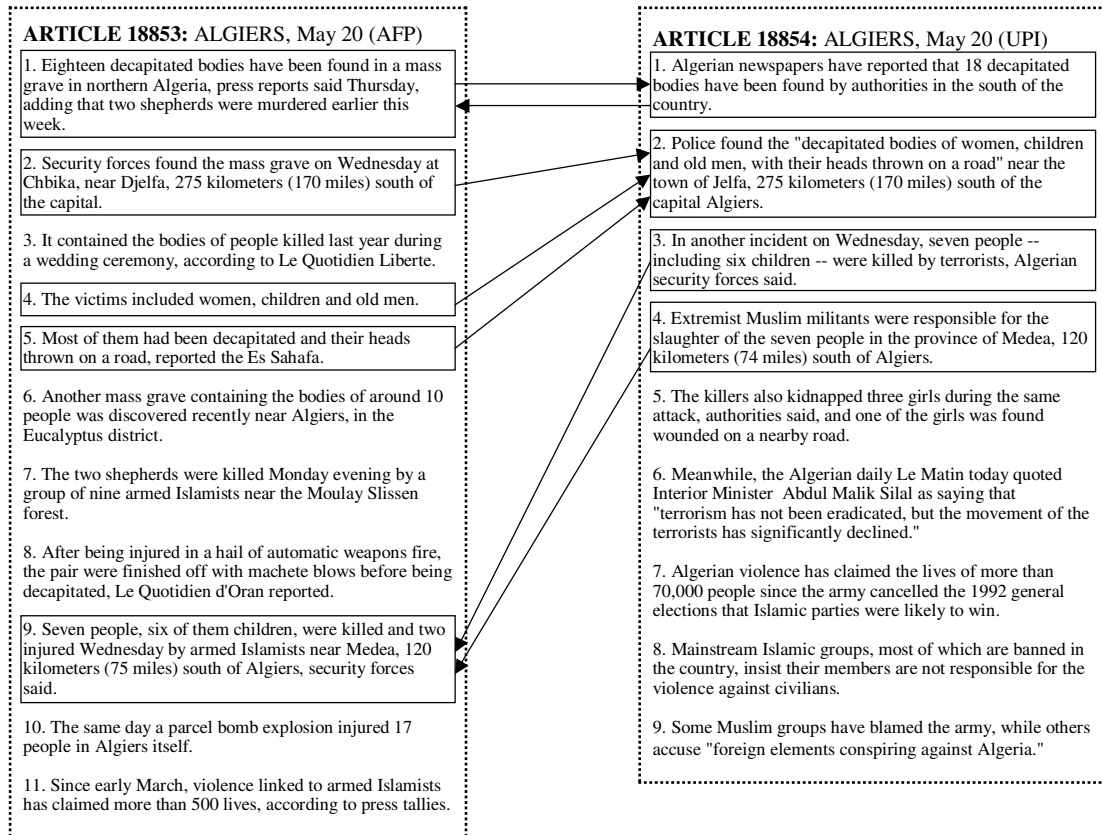 ARTICLE 18853: ALGIERS, May 20 (AFP)
1. Eighteen decapitated bodies have been found in a mass
grave in northern Algeria, press reports said Thursday,
adding that two shepherds were murdered earlier this
week.
2. Security forces found the mass grave on Wednesday at
Chbika, near Djelfa, 275 kilometers (170 miles) south of
the capital.
3. It contained the bodies of people killed last year during
a wedding ceremony, according to Le Quotidien Liberte.
4. The victims included women, children and old men.
5. Most of them had been decapitated and their heads
thrown on a road, reported the Es Sahafa.
6. Another mass grave containing the bodies of around 10
people was discovered recently near Algiers, in the
Eucalyptus district.
7. The two shepherds were killed Monday evening by a
group of nine armed Islamists near the Moulay Slissen
forest.
8. After being injured in a hail of automatic weapons fire,
the pair were finished off with machete blows before being
decapitated, Le Quotidien d'Oran reported.
9. Seven people, six of them children, were killed and two
injured Wednesday by armed Islamists near Medea, 120
kilometers (75 miles) south of Algiers, security forces
said.
10. The same day a parcel bomb explosion injured 17
people in Algiers itself.
11. Since early March, violence linked to armed Islamists
has claimed more than 500 lives, according to press tallies.
ARTICLE 18854: ALGIERS, May 20 (UPI)
1. Algerian newspapers have reported that 18 decapitated
bodies have been found by authorities in the south of the
country.
2. Police found the "decapitated bodies of women, children
and old men, with their heads thrown on a road" near the
town of Jelfa, 275 kilometers (170 miles) south of the
capital Algiers.
3. In another incident on Wednesday, seven people --
including six children -- were killed by terrorists, Algerian
security forces said.
4. Extremist Muslim militants were responsible for the
slaughter of the seven people in the province of Medea, 120
kilometers (74 miles) south of Algiers.
5. The killers also kidnapped three girls during the same
attack, authorities said, and one of the girls was found
wounded on a nearby road.
6. Meanwhile, the Algerian daily Le Matin today quoted
Interior Minister Abdul Malik Silal as saying that
"terrorism has not been eradicated, but the movement of the
terrorists has significantly declined."
7. Algerian violence has claimed the lives of more than
70,000 people since the army cancelled the 1992 general
elections that Islamic parties were likely to win.
8. Mainstream Islamic groups, most of which are banned in
the country, insist their members are not responsible for the
violence against civilians.
9. Some Muslim groups have blamed the army, while others
accuse "foreign elements conspiring against Algeria."